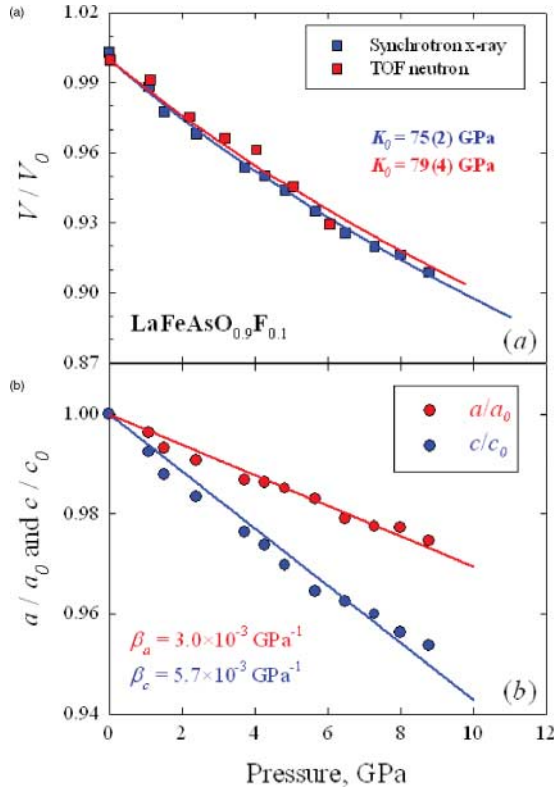 (a)
1.02
0.99
0.96
0.93
0.90
0.87
V / V0
Synchrotron x-ray
TOF neutron
K0 = 75(2) GPa
K0 = 79(4) GPa
LaFeAsO0.9F0.1
(a)
(b)
1.00
0.98
0.96
0.94
a / a0 and c / c0
a/a0
c/c0
βa = 3.0×10-3 GPa-1
βc = 5.7×10-3 GPa-1
(b)
0 2 4 6 8 10 12
Pressure, GPa